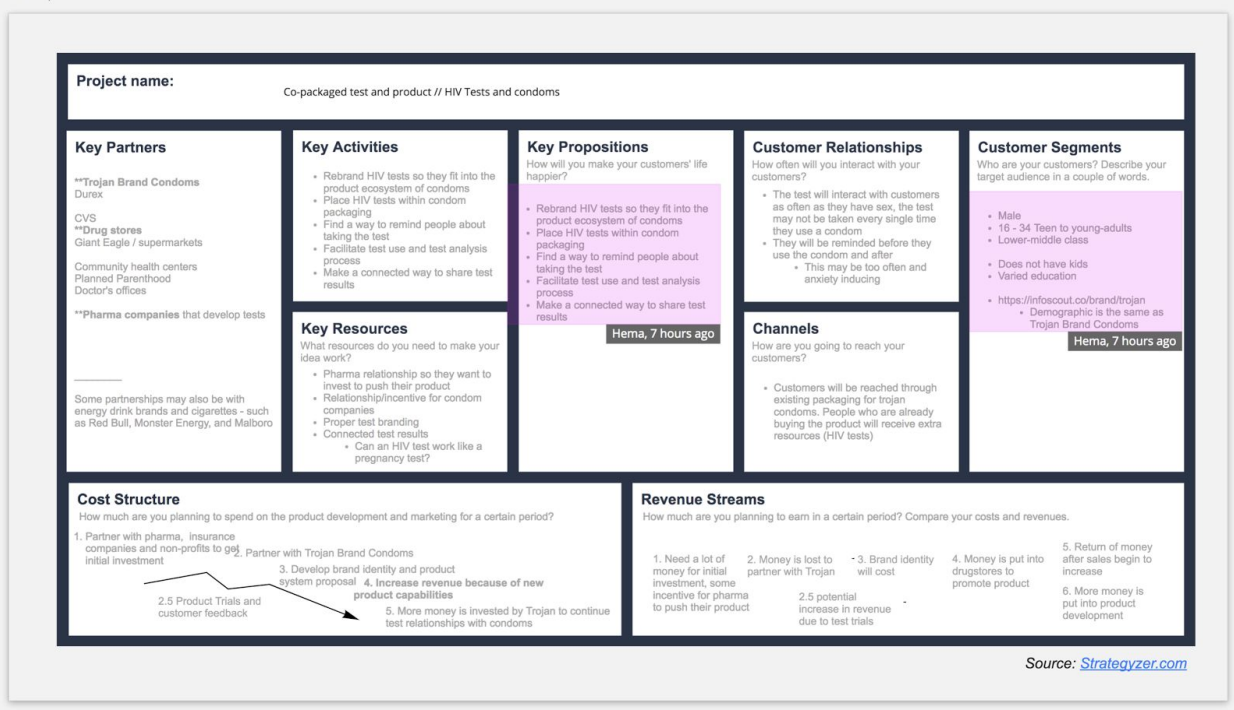 Project name:
Co-packaged test and product // HIV Tests and condoms
Key Partners
**Trojan Brand Condoms
Durex
CVS
**Drug stores
Giant Eagle / supermarkets
Community health centers
Planned Parenthood
Doctor's offices
**Pharma companies that develop tests
Some partnerships may also be with
energy drink brands and cigarettes - such
as Red Bull, Monster Energy, and Malboro
Key Activities
• Rebrand HIV tests so they fit into the
product ecosystem of condoms
• Place HIV tests within condom
packaging
• Find a way to remind people about
taking the test
• Facilitate test use and test analysis
process
• Make a connected way to share test
results
Key Resources
What resources do you need to make your
idea work?
• Pharma relationship so they want to
invest to push their product
• Relationship/incentive for condom
companies
• Proper test branding
• Connected test results
• Can an HIV test work like a
pregnancy test?
Key Propositions
How will you make your customers' life
happier?
• Rebrand HIV tests so they fit into the
product ecosystem of condoms
• Place HIV tests within condom
packaging
• Find a way to remind people about
taking the test
• Facilitate test use and test analysis
process
• Make a connected way to share test
results
Hema, 7 hours ago
Customer Relationships
How often will you interact with your
customers?
• The test will interact with customers
as often as they have sex, the test
may not be taken every single time
they use a condom
• They will be reminded before they
use the condom and after
• This may be too often and
anxiety inducing
Channels
How are you going to reach your
customers?
• Customers will be reached through
existing packaging for trojan
condoms. People who are already
buying the product will receive extra
resources (HIV tests)
Customer Segments
Who are your customers? Describe your
target audience in a couple of words.
• Male
• 16 - 34 Teen to young-adults
• Lower-middle class
• Does not have kids
• Varied education
• https://infoscout.co/brand/trojan
• Demographic is the same as
Trojan Brand Condoms
Hema, 7 hours ago
Cost Structure
How much are you planning to spend on the product development and marketing for a certain period?
1. Partner with pharma, insurance
companies and non-profits to get
initial investment
2. Partner with Trojan Brand Condoms
2.5 Product Trials and
customer feedback
3. Develop brand identity and product
system proposal
4. Increase revenue because of new
product capabilities
5. More money is invested by Trojan to continue
test relationships with condoms
Revenue Streams
How much are you planning to earn in a certain period? Compare your costs and revenues.
1. Need a lot of
money for initial
investment, some
incentive for pharma
to push their product
2. Money is lost to
partner with Trojan
2.5 potential
increase in revenue
due to test trials
- 3. Brand identity
will cost
-
4. Money is put into
drugstores to
promote product
5. Return of money
after sales begin to
increase
6. More money is
put into product
development
Source: Strategyzer.com